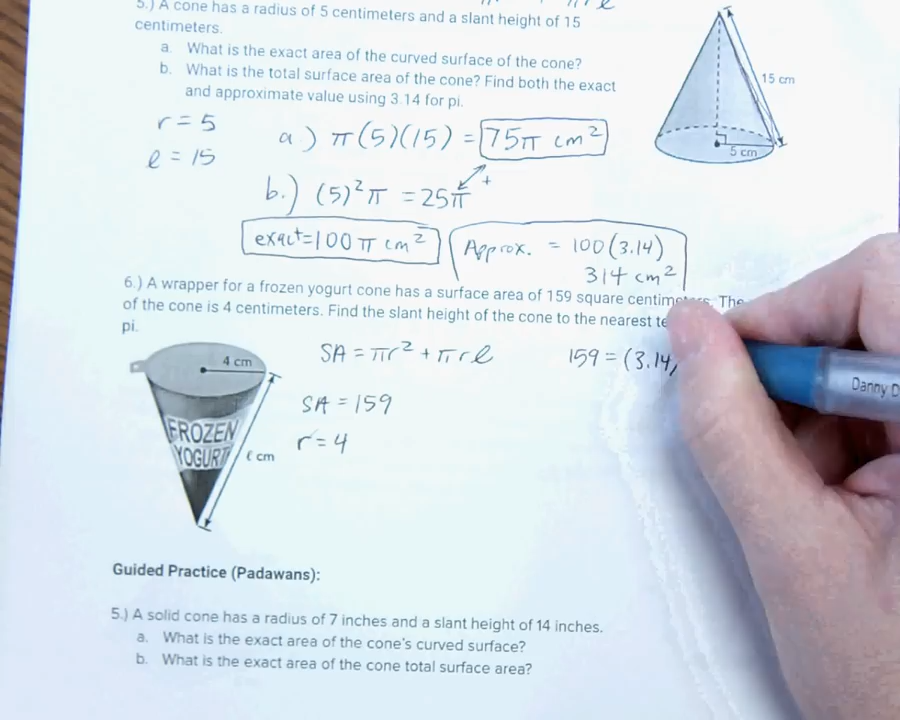 5.) A cone has a radius of 5 centimeters and a slant height of 15
centimeters.
a. What is the exact area of the curved surface of the cone?
b. What is the total surface area of the cone? Find both the exact
and approximate value using 3.14 for pi.
15 cm
5 cm
r = 5
l = 15
a.) π(5)(15) = 75π cm²
b.) (5)²π = 25π +
exact = 100π cm²
Approx. = 100(3.14)
314 cm²
6.) A wrapper for a frozen yogurt cone has a surface area of 159 square The
of the cone is 4 centimeters. Find the slant height of the cone to the nearest
pi.
4 cm
FROZEN
YOGURT
ℓ cm
SA = πr² + πrl
SA = 159
r = 4
159 = (3.14)
Danny D
Guided Practice (Padawans):
5.) A solid cone has a radius of 7 inches and a slant height of 14 inches.
a. What is the exact area of the cone's curved surface?
b. What is the exact area of the cone total surface area?